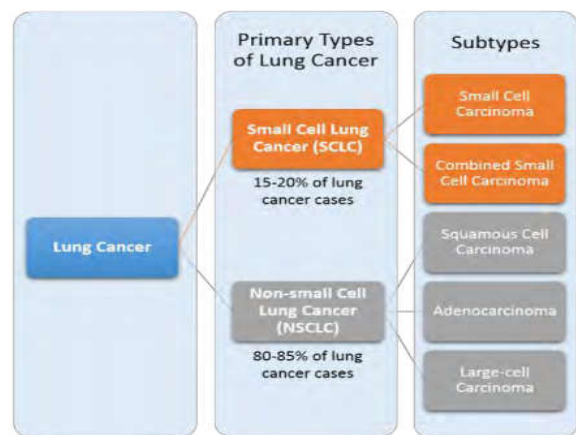 Primary Types
of Lung Cancer
Subtypes
Lung Cancer
Small Cell Lung
Cancer (SCLC)
15-20% of lung
cancer cases
Non-small Cell
Lung Cancer
(NSCLC)
80-85% of lung
cancer cases
Small Cell
Carcinoma
Combined Small
Cell Carcinoma
Squamous Cell
Carcinoma
Adenocarcinoma
Large-cell
Carcinoma